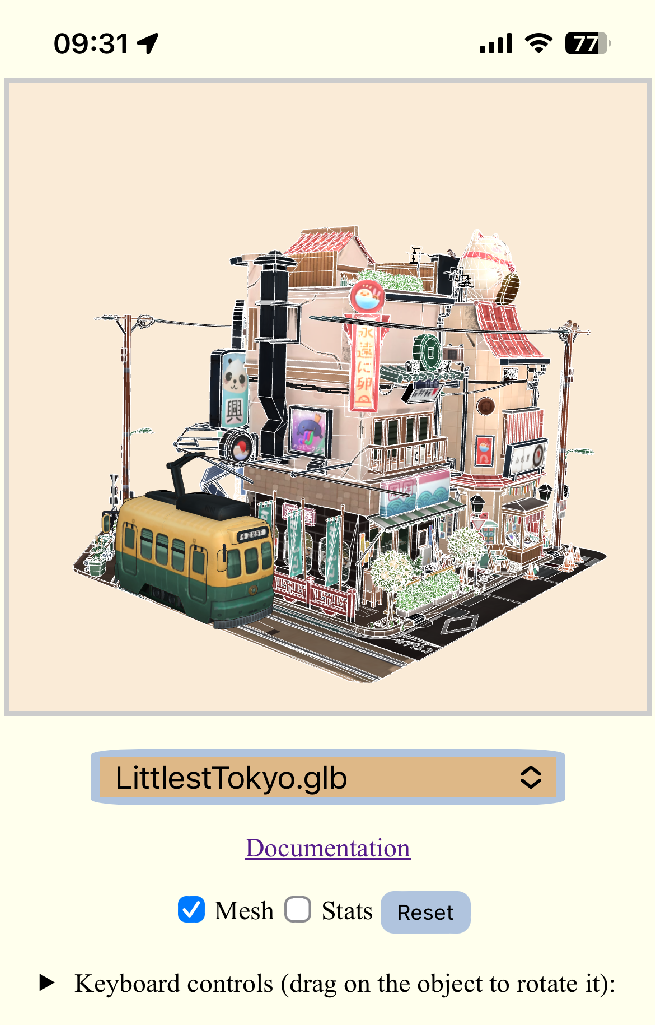 09:31
77
永遠に卵
興
LittlestTokyo.glb
Documentation
Mesh Stats Reset
Keyboard controls (drag on the object to rotate it):